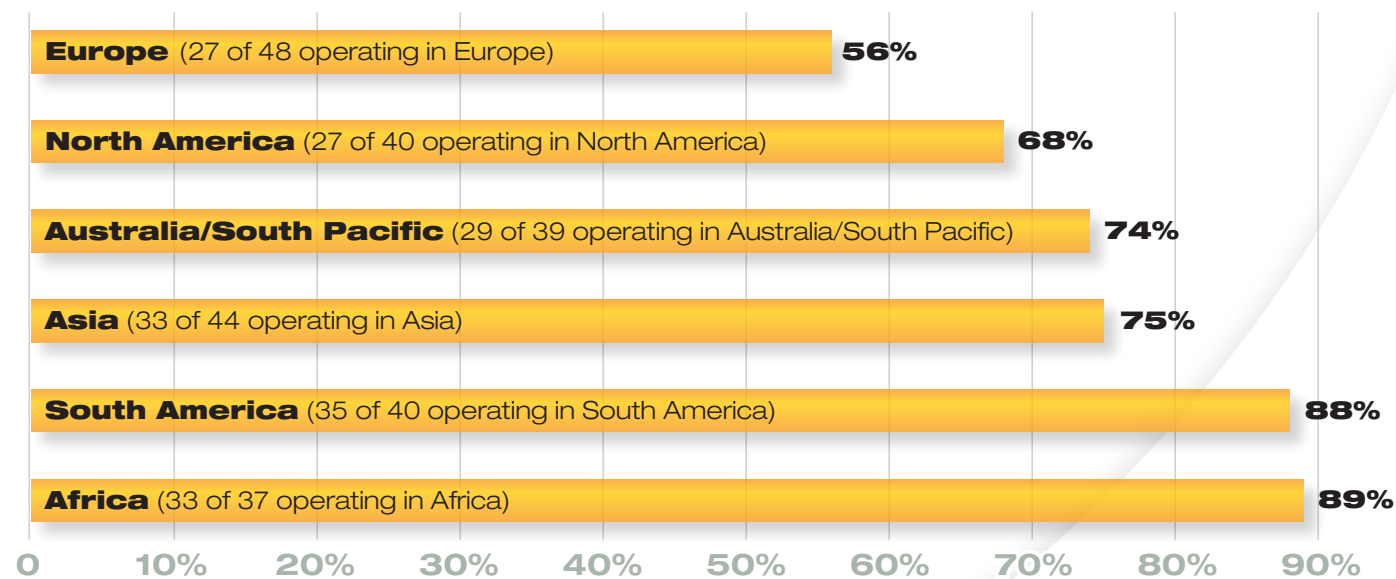 Europe (27 of 48 operating in Europe) 56%
North America (27 of 40 operating in North America) 68%
Australia/South Pacific (29 of 39 operating in Australia/South Pacific) 74%
Asia (33 of 44 operating in Asia) 75%
South America (35 of 40 operating in South America) 88%
Africa (33 of 37 operating in Africa) 89%
0 10% 20% 30% 40% 50% 60% 70% 80% 90%